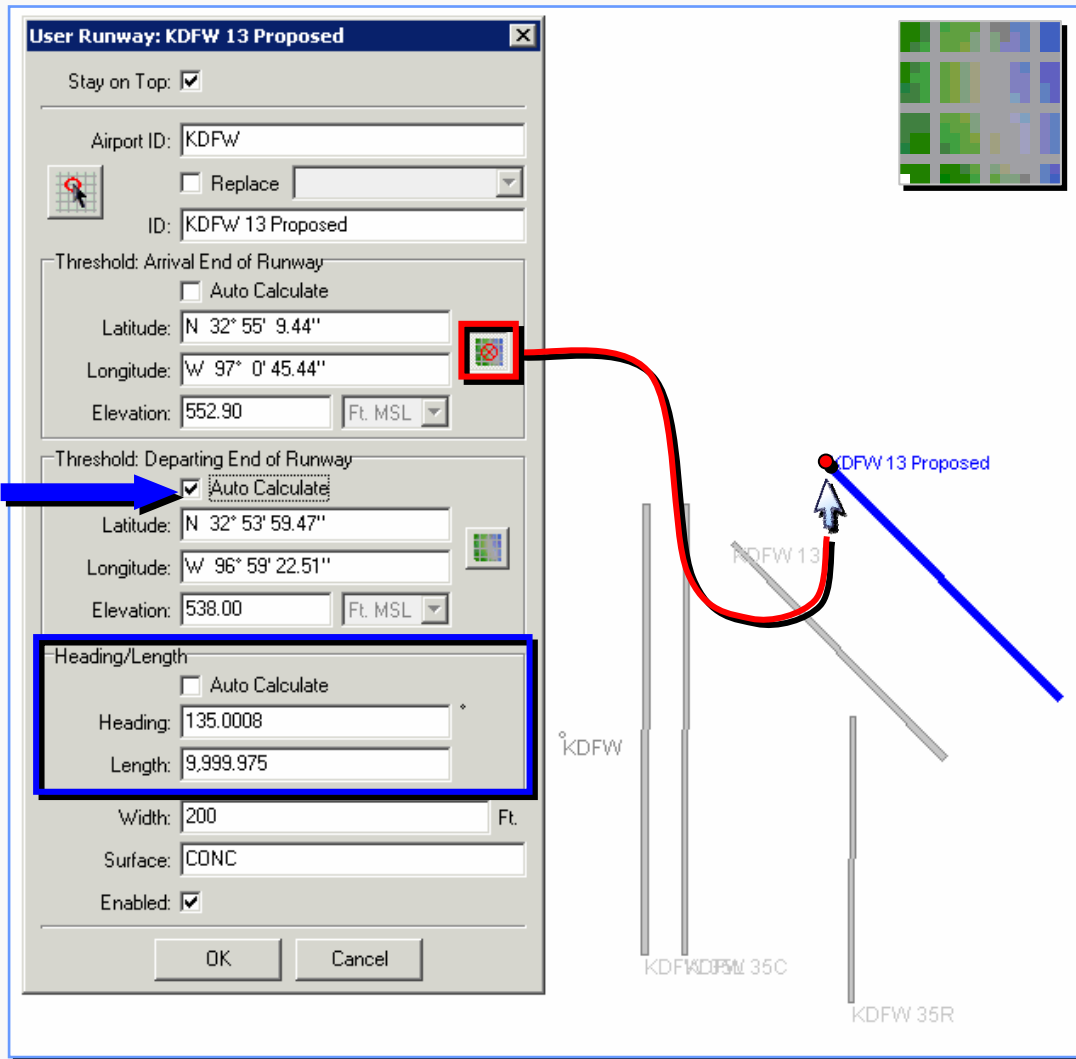 User Runway: KDFW 13 Proposed
Stay on Top:
Airport ID: KDFW
Replace
ID: KDFW 13 Proposed
Threshold: Arrival End of Runway
Auto Calculate
Latitude: N 32° 55' 9.44''
Longitude: W 97° 0' 45.44''
Elevation: 552.90 Ft. MSL
Threshold: Departing End of Runway
Auto Calculate
Latitude: N 32° 53' 59.47''
Longitude: W 96° 59' 22.51''
Elevation: 538.00 Ft. MSL
Heading/Length
Auto Calculate
Heading: 135.0008 °
Length: 9,999.975
Width: 200 Ft.
Surface: CONC
Enabled:
OK Cancel
KDFW 13 Proposed
KDFW 13
KDFW
35C
KDFW 35R